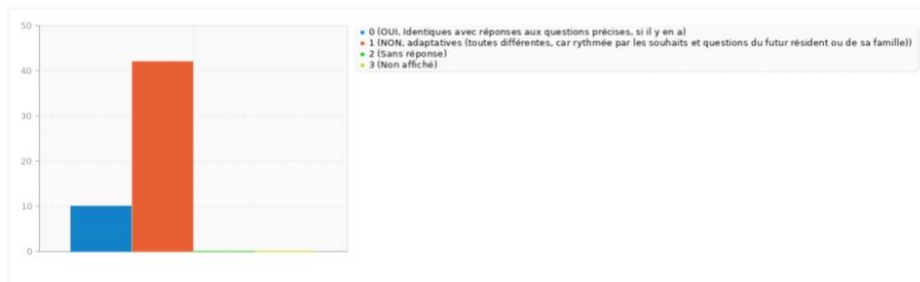 50
40
30
20
10
0
0 (OUI, Identiques avec réponses aux questions précises, si il y en a)
1 (NON, adaptatives (toutes différentes, car rythmée par les souhaits et questions du futur résident ou de sa famille))
2 (Sans réponse)
3 (Non affiché)